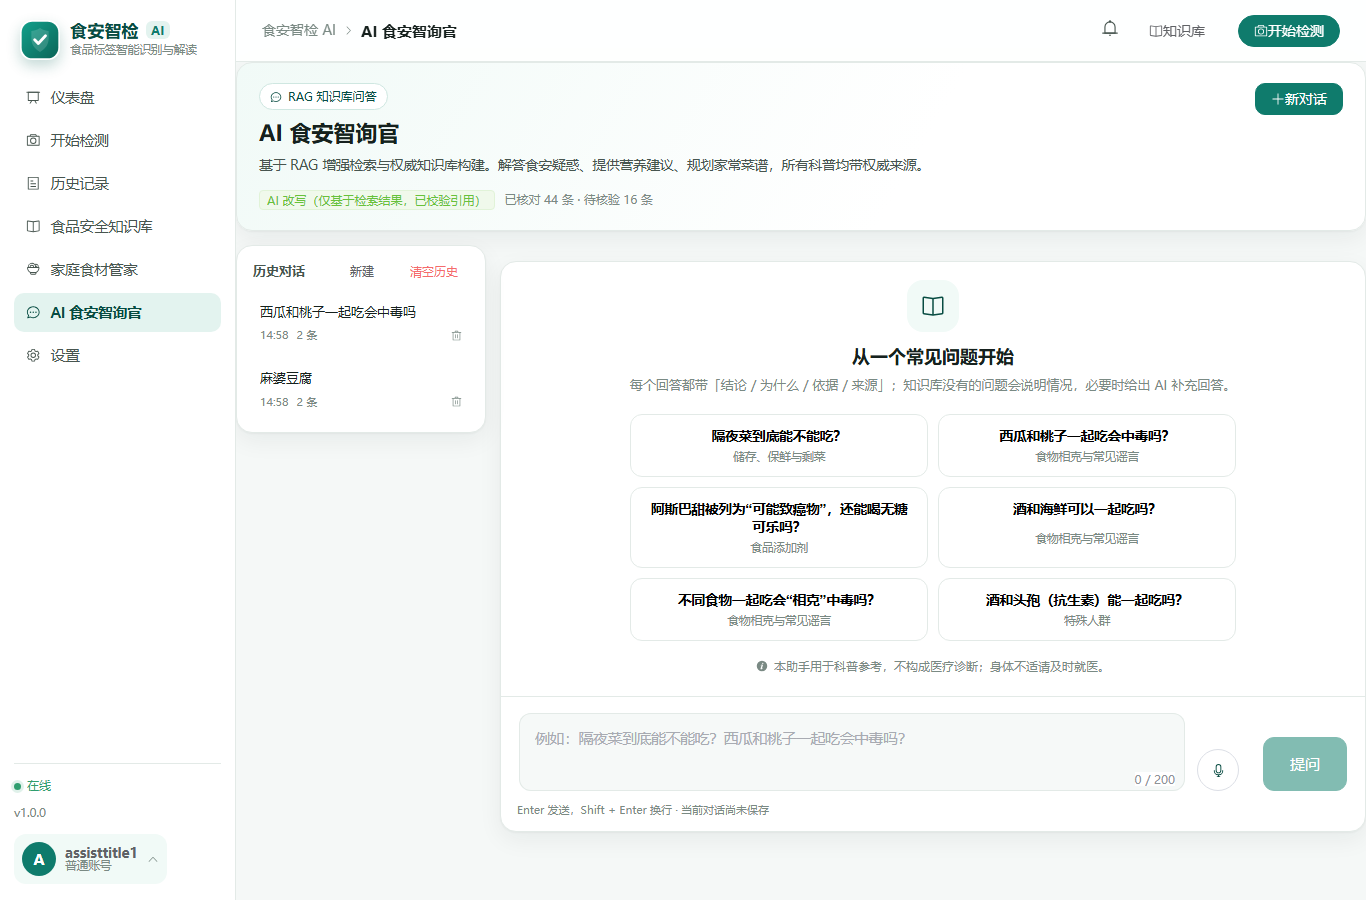 食安智检 AI
食品标签智能识别与解读
仪表盘
开始检测
历史记录
食品安全知识库
家庭食材管家
AI 食安智询官
设置
在线
v1.0.0
A
assisttitle1
普通账号
食安智检 AI > AI 食安智询官
知识库
开始检测
RAG 知识库问答
AI 食安智询官
基于 RAG 增强检索与权威知识库构建。解答食安疑惑、提供营养建议、规划家常菜谱，所有科普均带权威来源。
AI 改写（仅基于检索结果，已校验引用） 已核对 44 条 · 待核验 16 条
+新对话
历史对话 新建 清空历史
西瓜和桃子一起吃会中毒吗
14:58 2 条
麻婆豆腐
14:58 2 条
从一个常见问题开始
每个回答都带「结论 / 为什么 / 依据 / 来源」；知识库没有的问题会说明情况，必要时给出 AI 补充回答。
隔夜菜到底能不能吃？
储存、保鲜与剩菜
西瓜和桃子一起吃会中毒吗？
食物相克与常见谣言
阿斯巴甜被列为“可能致癌物”，还能喝无糖
可乐吗？
食品添加剂
酒和海鲜可以一起吃吗？
食物相克与常见谣言
不同食物一起吃会“相克”中毒吗？
食物相克与常见谣言
酒和头孢（抗生素）能一起吃吗？
特殊人群
本助手用于科普参考，不构成医疗诊断；身体不适请及时就医。
例如：隔夜菜到底能不能吃？西瓜和桃子一起吃会中毒吗？
0 / 200
提问
Enter 发送，Shift + Enter 换行 · 当前对话尚未保存